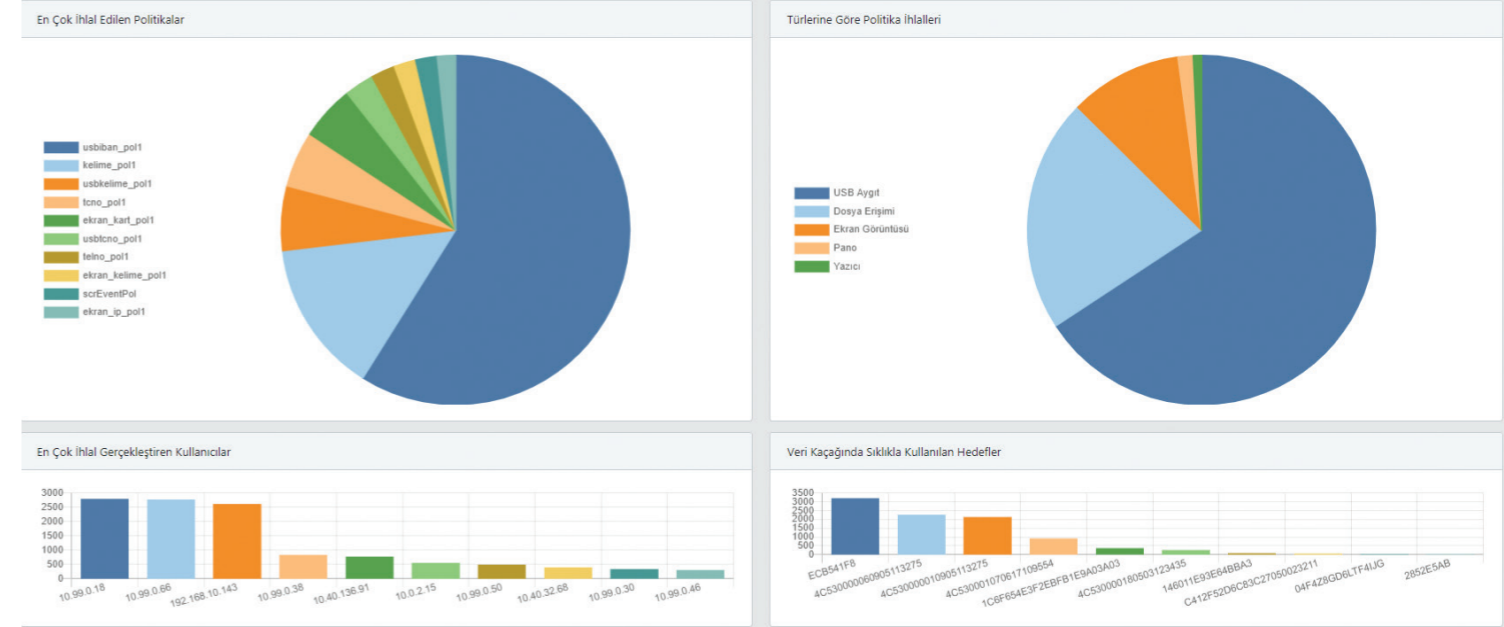 En Çok İhlal Edilen Politikalar
usbiban_pol1
kelime_pol1
usbkelime_pol1
tcno_pol1
ekran_kart_pol1
usbtcno_pol1
telno_pol1
ekran_kelime_pol1
scrEventPol
ekran_ip_pol1
Türlerine Göre Politika İhlalleri
USB Aygıt
Dosya Erişimi
Ekran Görüntüsü
Pano
Yazıcı
En Çok İhlal Gerçekleştiren Kullanıcılar
3000
2500
2000
1500
1000
500
0
10.99.0.18 10.99.0.66 192.168.10.143 10.99.0.38 10.40.136.91 10.0.2.15 10.99.0.50 10.40.32.68 10.99.0.30 10.99.0.46
Veri Kaçağında Sıklıkla Kullanılan Hedefler
3500
3000
2500
2000
1500
1000
500
0
ECB541F8 4C530000060905113275 4C530000010905113275 4C530001070617109554 1C6F654E3F2EBFB1E9A03A03 4C530000180503123435 146011E93E64BBA3 C412F52D6C83C27050023211 04F4Z8GD6LTF4UJG 2852E5AB